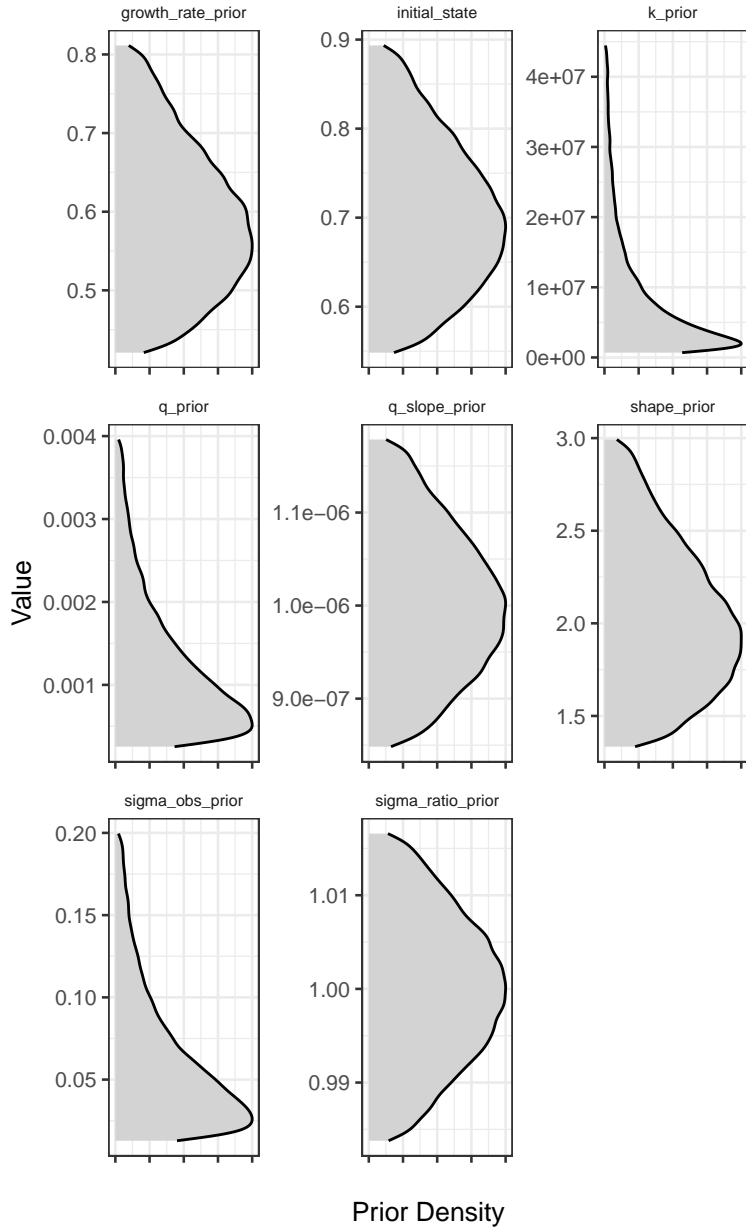 growth_rate_prior initial_state k_prior
0.8
0.7
0.6
0.5
0.9
0.8
0.7
0.6
4e+07
3e+07
2e+07
1e+07
0e+00
q_prior q_slope_prior shape_prior
0.004
0.003
0.002
0.001
1.1e−06
1.0e−06
9.0e−07
3.0
2.5
2.0
1.5
Value
sigma_obs_prior sigma_ratio_prior
0.20
0.15
0.10
0.05
1.01
1.00
0.99
Prior Density